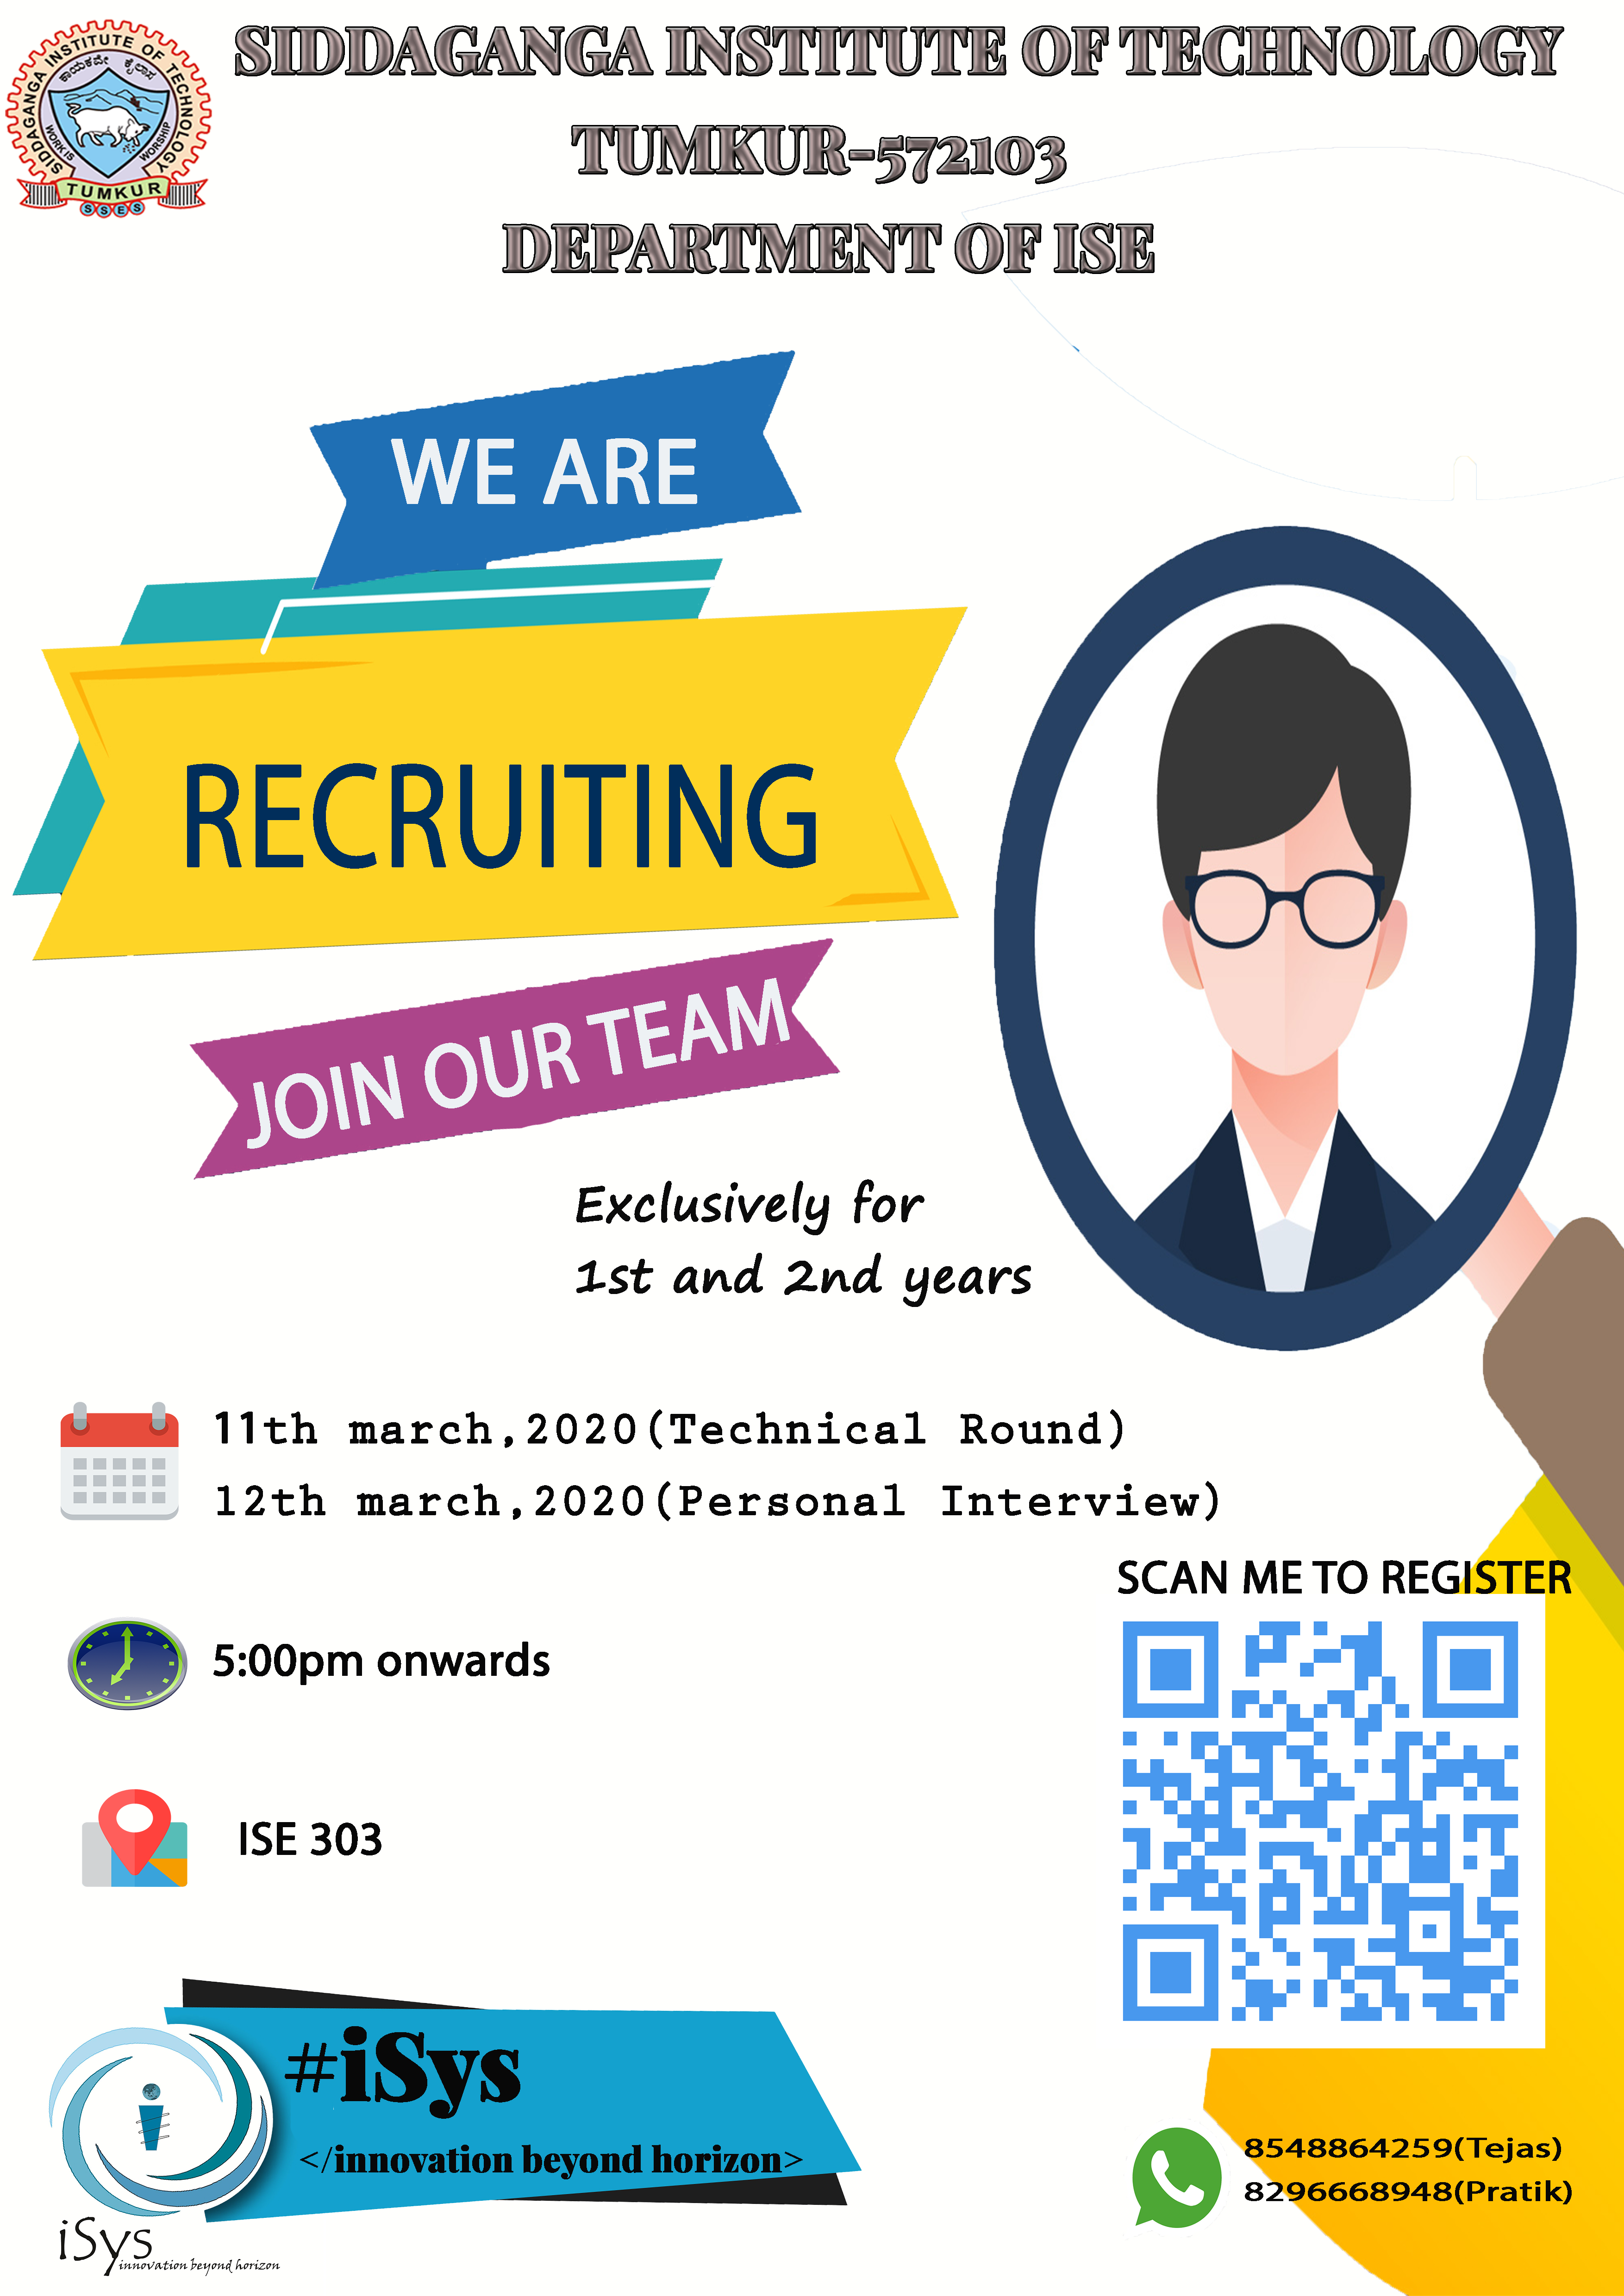 SIDDAGANGA INSTITUTE OF TECHNOLOGY
TUMKUR-572103
DEPARTMENT OF ISE
SIDDAGANGA INSTITUTE OF TECHNOLOGY
ಕಾಯಕವೇ ಕೈಲಾಸ
WORK IS WORSHIP
TUMKUR
SSES
WE ARE
RECRUITING
JOIN OUR TEAM
Exclusively for
1st and 2nd years
11th march,2020(Technical Round)
12th march,2020(Personal Interview)
SCAN ME TO REGISTER
5:00pm onwards
ISE 303
#iSys
</innovation beyond horizon>
iSys
innovation beyond horizon
8548864259(Tejas)
8296668948(Pratik)